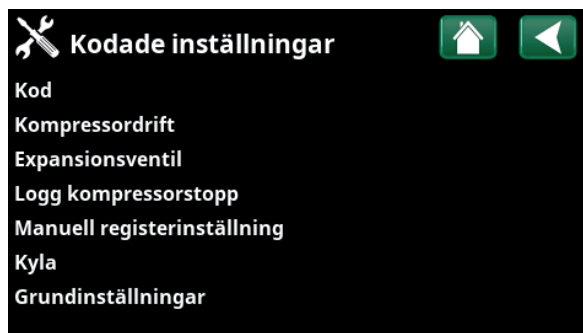 Kodade inställningar
Kod
Kompressordrift
Expansionsventil
Logg kompressorstopp
Manuell registerinställning
Kyla
Grundinställningar